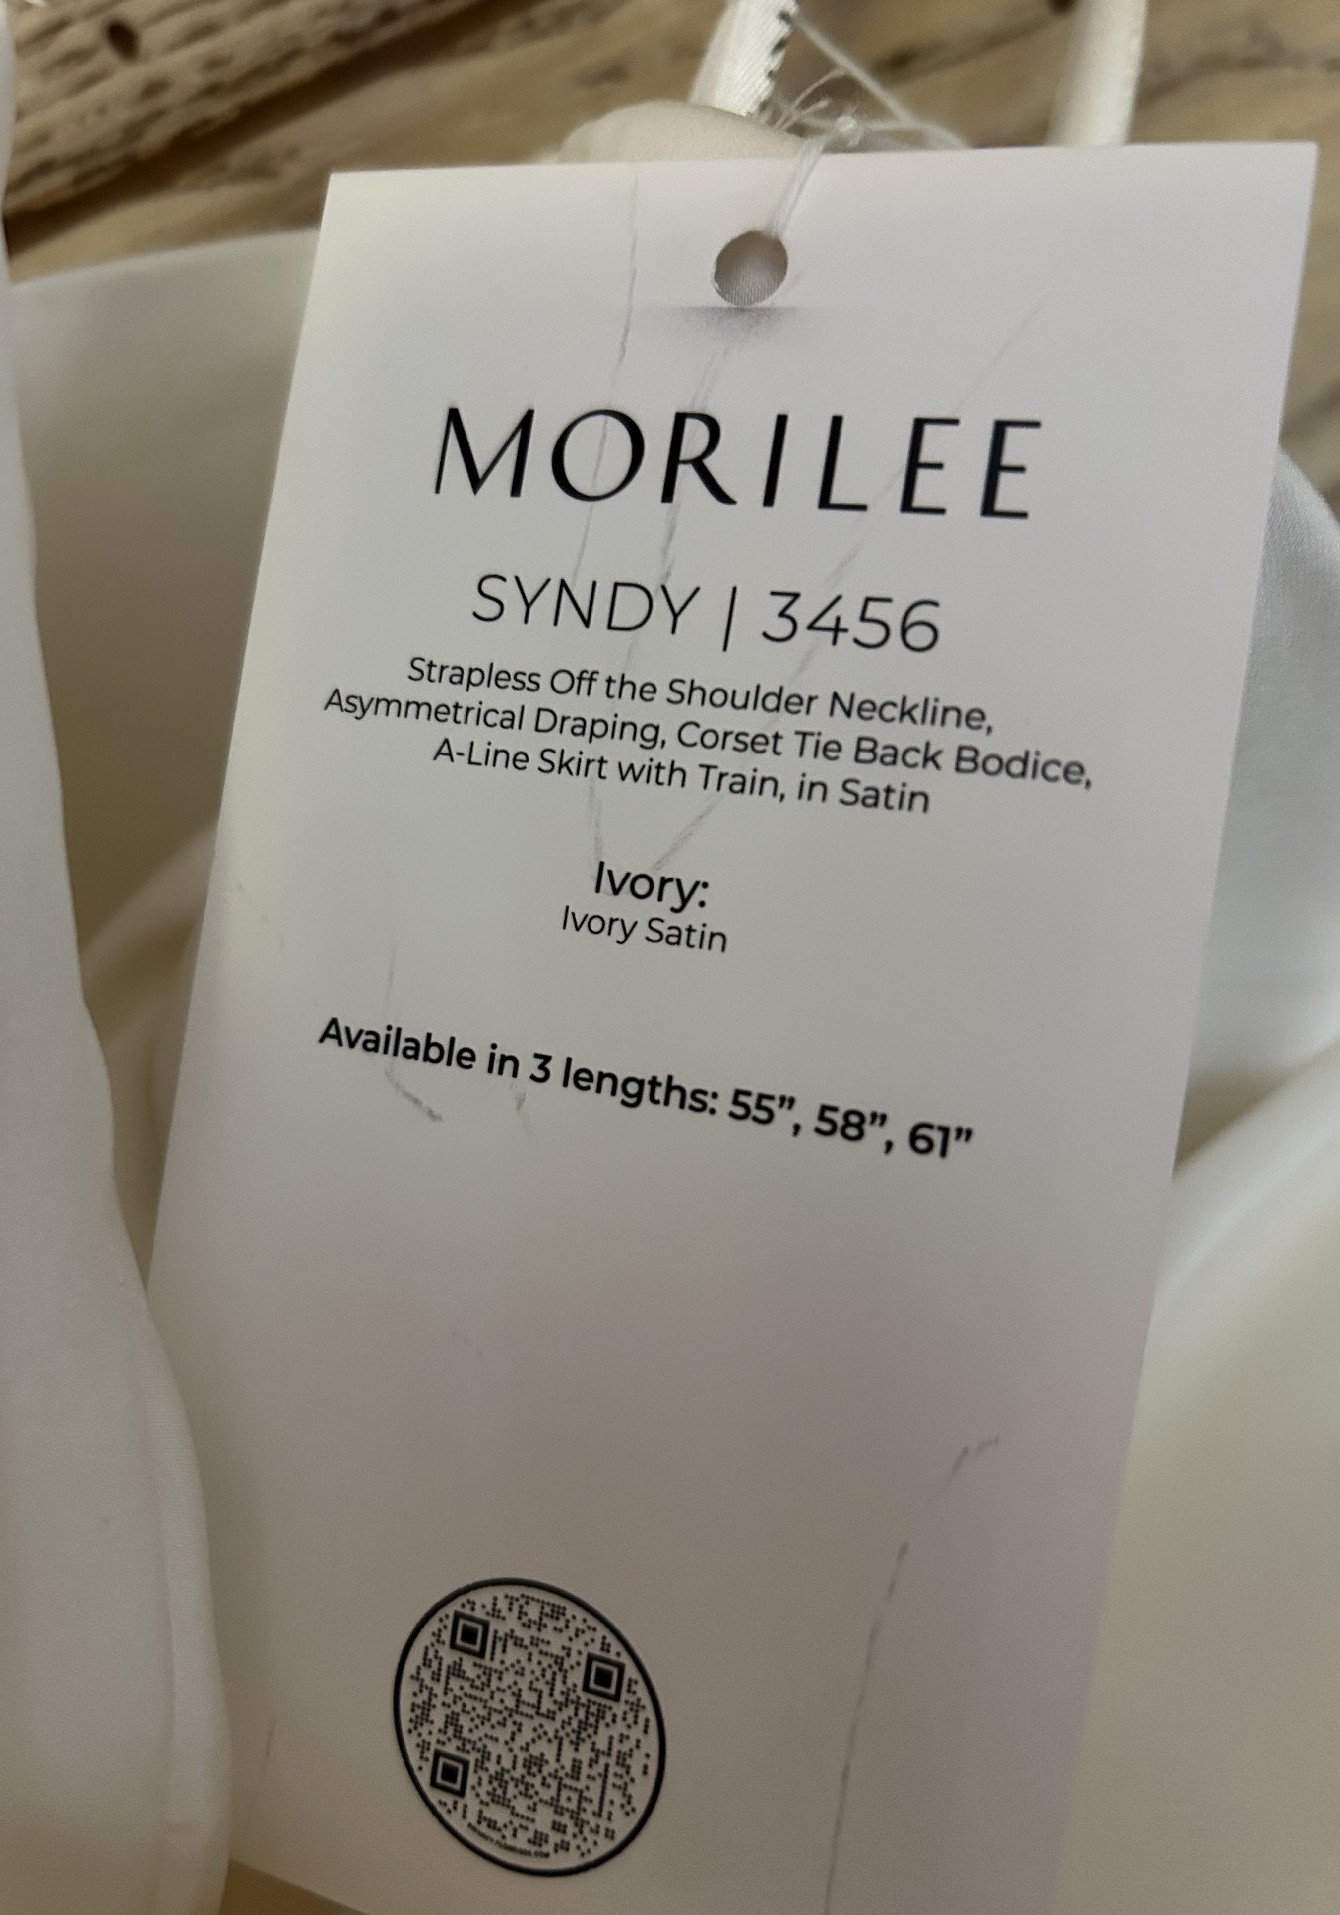 MORILEE
SYNDY | 3456
Strapless Off the Shoulder Neckline,
Asymmetrical Draping, Corset Tie Back Bodice,
A-Line Skirt with Train, in Satin
Ivory:
Ivory Satin
Available in 3 lengths: 55”, 58”, 61”